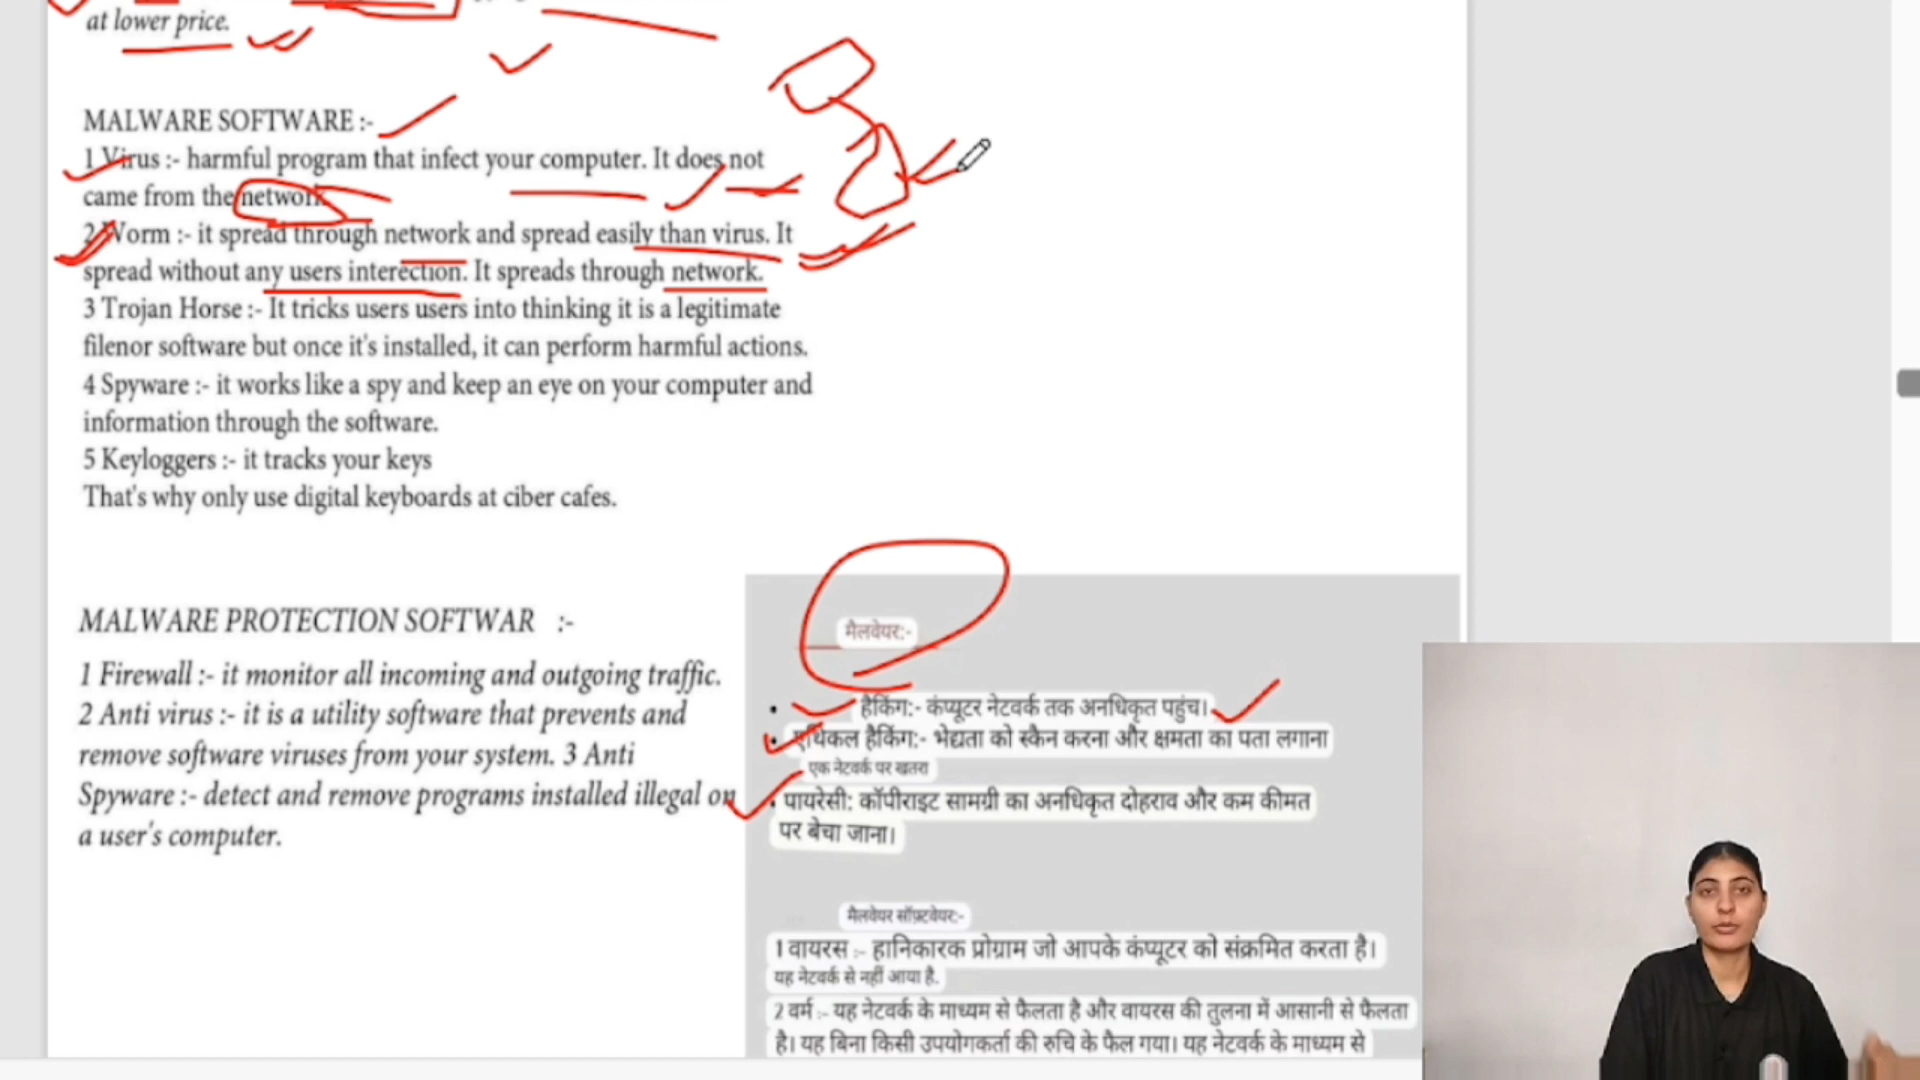 at lower price.
MALWARE SOFTWARE :-
1 Virus :- harmful program that infect your computer. It does not
came from the network.
2 Worm :- it spread through network and spread easily than virus. It
spread without any users interection. It spreads through network.
3 Trojan Horse :- It tricks users users into thinking it is a legitimate
filenor software but once it's installed, it can perform harmful actions.
4 Spyware :- it works like a spy and keep an eye on your computer and
information through the software.
5 Keyloggers :- it tracks your keys
That's why only use digital keyboards at ciber cafes.
MALWARE PROTECTION SOFTWAR :-
1 Firewall :- it monitor all incoming and outgoing traffic.
2 Anti virus :- it is a utility software that prevents and
remove software viruses from your system. 3 Anti
Spyware :- detect and remove programs installed illegal on
a user's computer.
मैलवेयर:-
• हैकिंग:- कंप्यूटर नेटवर्क तक अनधिकृत पहुंच।
• एथिकल हैकिंग:- भेद्यता को स्कैन करना और क्षमता का पता लगाना
एक नेटवर्क पर खतरा
• पायरेसी: कॉपीराइट सामग्री का अनधिकृत दोहराव और कम कीमत
पर बेचा जाना।
मैलवेयर सॉफ़्टवेयर:-
1 वायरस :- हानिकारक प्रोग्राम जो आपके कंप्यूटर को संक्रमित करता है।
यह नेटवर्क से नहीं आया है.
2 वर्म :- यह नेटवर्क के माध्यम से फैलता है और वायरस की तुलना में आसानी से फैलता
है। यह बिना किसी उपयोगकर्ता की रुचि के फैल गया। यह नेटवर्क के माध्यम से